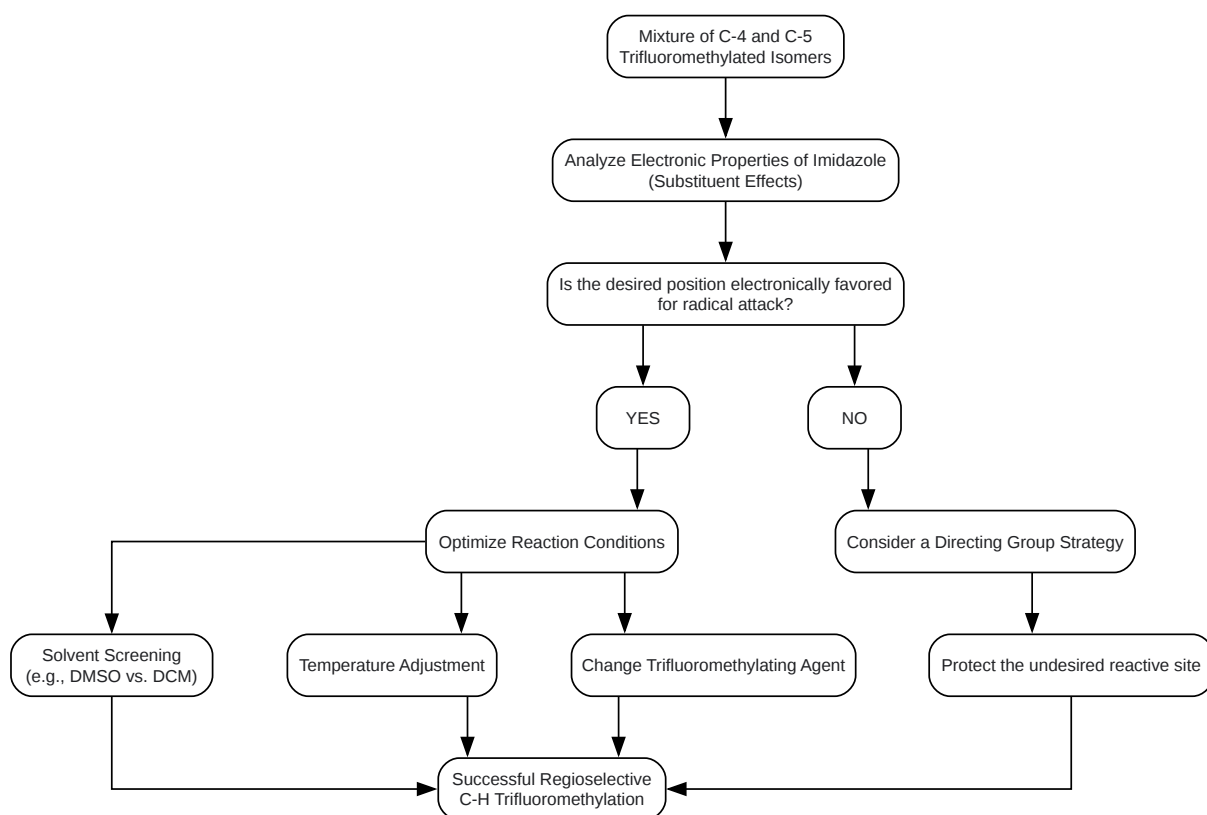 Mixture of C-4 and C-5
Trifluoromethylated Isomers
Analyze Electronic Properties of Imidazole
(Substituent Effects)
Is the desired position electronically favored
for radical attack?
YES
NO
Optimize Reaction Conditions
Consider a Directing Group Strategy
Solvent Screening
(e.g., DMSO vs. DCM)
Temperature Adjustment
Change Trifluoromethylating Agent
Protect the undesired reactive site
Successful Regioselective
C-H Trifluoromethylation